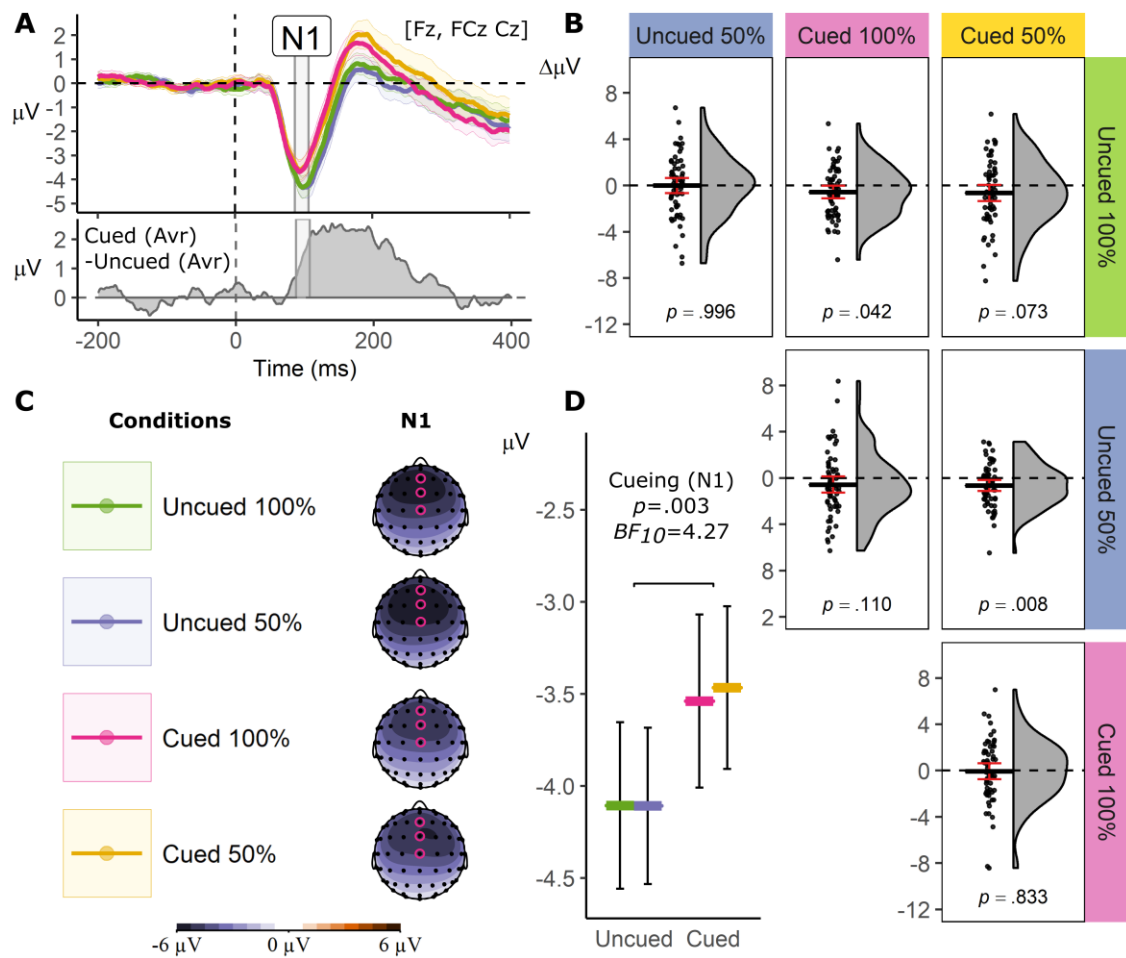 A
[Fz, FCz Cz]
N1
2
1
0
μV
-1
-2
-3
-4
-5
Cued (Avr)
-Uncued (Avr)
2
μV
1
0
-200
0
200
400
Time (ms)
B
Uncued 50%
Cued 100%
Cued 50%
ΔμV
8
4
0
-4
-8
-12
p = .996
p = .042
p = .073
Uncued 100%
8
4
0
4
8
2
p = .110
p = .008
Uncued 50%
8
4
0
-4
-8
-12
p = .833
Cued 100%
C
Conditions
N1
Uncued 100%
Uncued 50%
Cued 100%
Cued 50%
-6 μV
0 μV
6 μV
D
μV
Cueing (N1)
p=.003
BF10=4.27
-2.5
-3.0
-3.5
-4.0
-4.5
Uncued
Cued